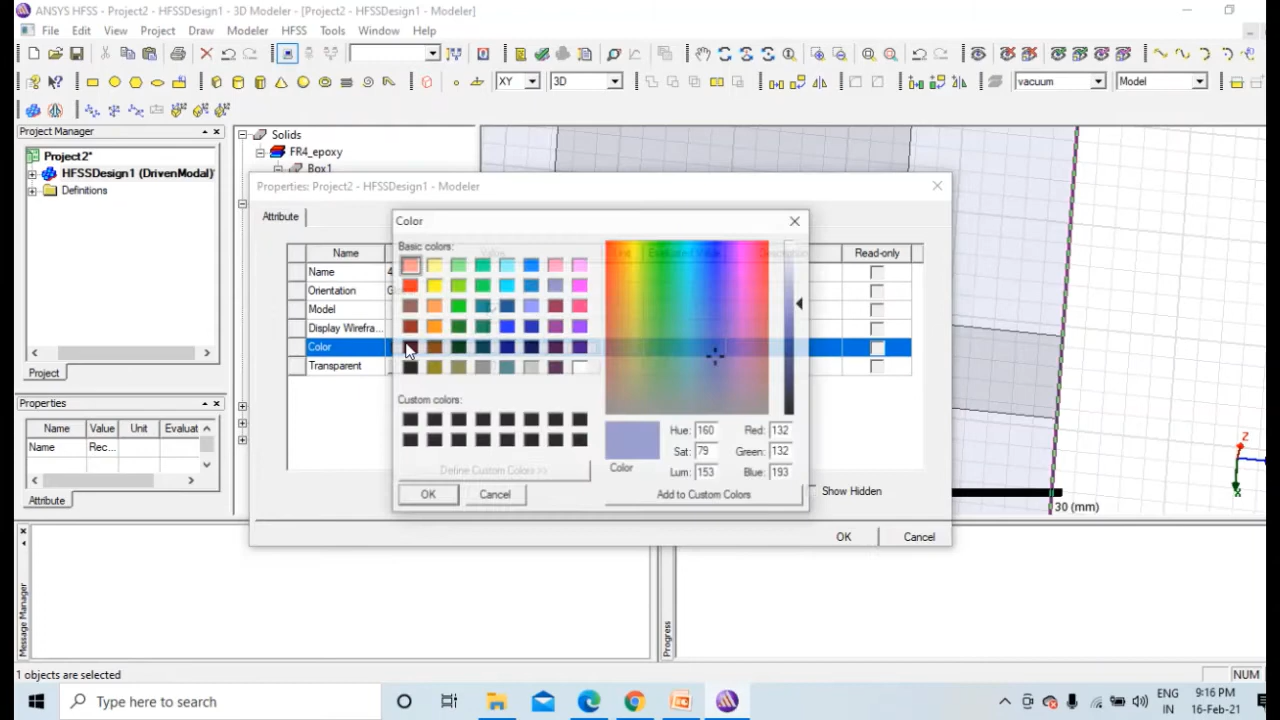 ANSYS HFSS - Project2 - HFSSDesign1 - 3D Modeler - [Project2 - HFSSDesign1 - Modeler]
File Edit View Project Draw Modeler HFSS Tools Window Help
XY 3D vacuum Model
Project Manager
Project2*
HFSSDesign1 (DrivenModal)*
Definitions
Project
Solids
FR4_epoxy
Box1
Properties: Project2 - HFSSDesign1 - Modeler
Attribute
Name Read-only
Name
Orientation
Model
Display Wirefra...
Color
Transparent
Show Hidden
OK Cancel
Color
Basic colors:
Custom colors:
Define Custom Colors >>
OK Cancel
Color
Hue: 160 Red: 132
Sat: 79 Green: 132
Lum: 153 Blue: 193
Add to Custom Colors
Properties
Name Value Unit Evaluat
Name Rec...
Attribute
30 (mm)
Z
X
Message Manager
Progress
1 objects are selected
NUM
Type here to search
ENG
IN
9:16 PM
16-Feb-21